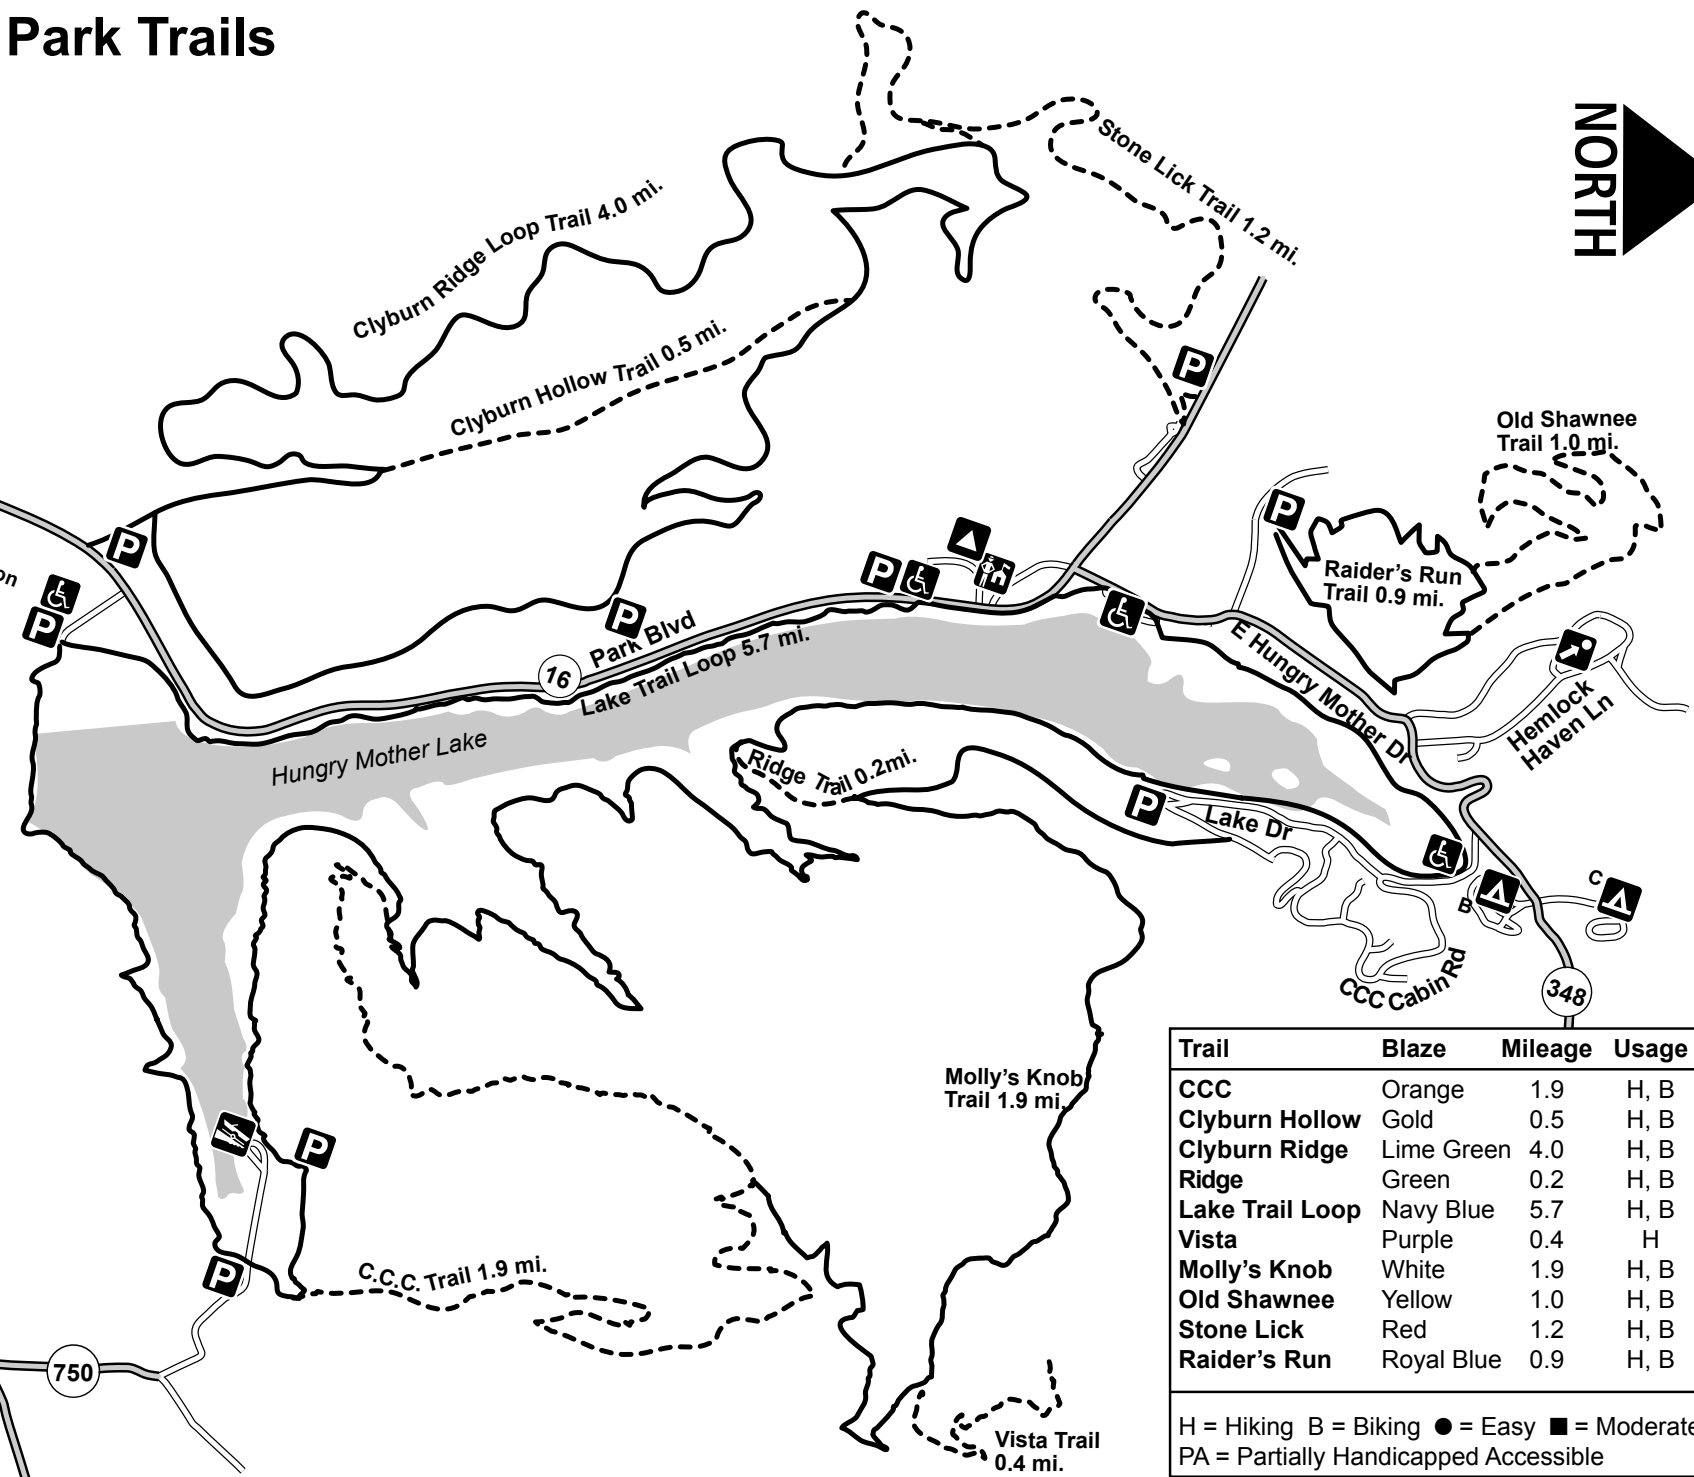 Park Trails
NORTH
Stone Lick Trail 1.2 mi.
Clyburn Ridge Loop Trail 4.0 mi.
Clyburn Hollow Trail 0.5 mi.
P
Old Shawnee
Trail 1.0 mi.
P
P
Raider's Run
Trail 0.9 mi.
on
P
P
P
Park Blvd
16
Lake Trail Loop 5.7 mi.
E Hungry Mother Dr
Hemlock
Haven Ln
Hungry Mother Lake
Ridge Trail 0.2mi.
P
Lake Dr
B
C
CCC Cabin Rd
348
Molly's Knob
Trail 1.9 mi.
P
P
C.C.C. Trail 1.9 mi.
750
Vista Trail
0.4 mi.
Trail Blaze Mileage Usage
CCC Orange 1.9 H, B
Clyburn Hollow Gold 0.5 H, B
Clyburn Ridge Lime Green 4.0 H, B
Ridge Green 0.2 H, B
Lake Trail Loop Navy Blue 5.7 H, B
Vista Purple 0.4 H
Molly's Knob White 1.9 H, B
Old Shawnee Yellow 1.0 H, B
Stone Lick Red 1.2 H, B
Raider's Run Royal Blue 0.9 H, B
H = Hiking B = Biking ● = Easy ■ = Moderate
PA = Partially Handicapped Accessible